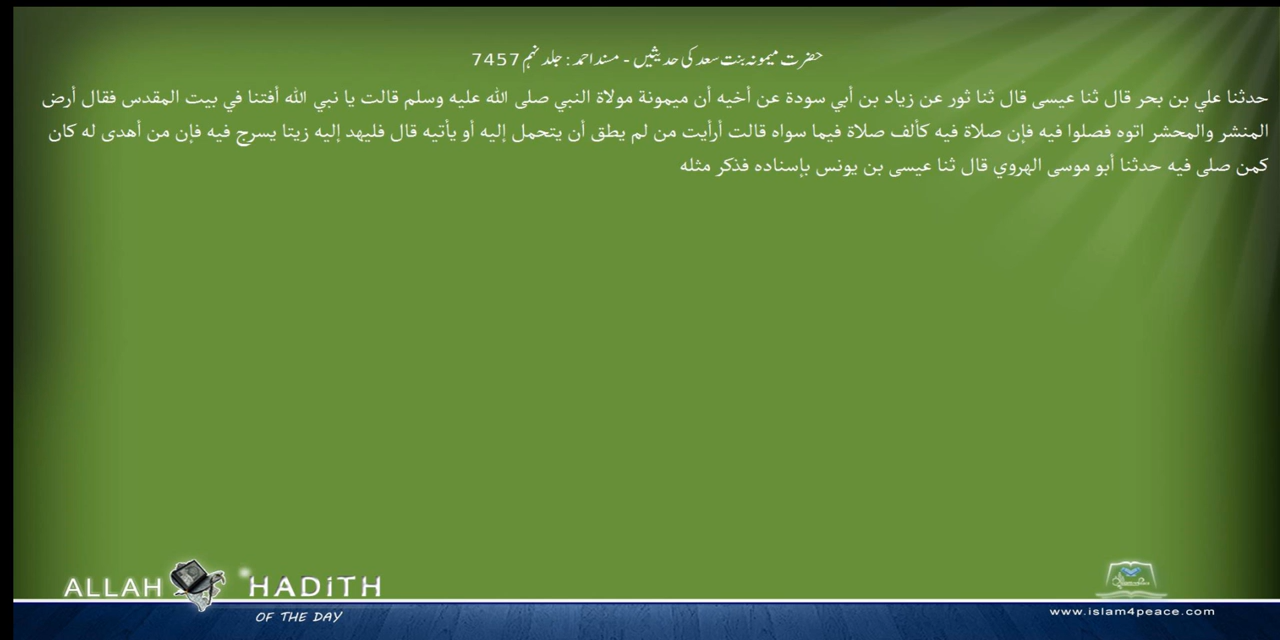 حضرت میمونہ بنت سعد کی حدیثیں - مسند احمد : جلد نہم 7457
حدثنا علي بن بحر قال ثنا عيسى قال ثنا ثور عن زياد بن أبي سودة عن أخيه أن ميمونة مولاة النبي صلى الله عليه وسلم قالت يا نبي الله أفتنا في بيت المقدس فقال أرض
المنشر والمحشر اتوه فصلوا فيه فإن صلاة فيه كألف صلاة فيما سواه قالت أرأيت من لم يطق أن يتحمل إليه أو يأتيه قال فليهد إليه زيتا يسرج فيه فإن من أهدى له كان
كمن صلى فيه حدثنا أبو موسى الهروي قال ثنا عيسى بن يونس بإسناده فذكر مثله
ALLAH HADiTH
OF THE DAY
www.islam4peace.com